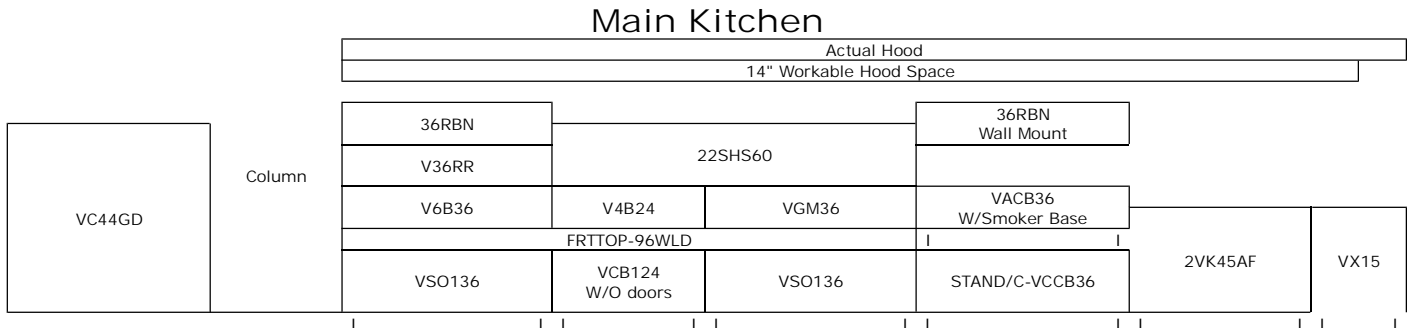 Main Kitchen
Actual Hood
14" Workable Hood Space
36RBN
36RBN
Wall Mount
22SHS60
V36RR
Column
VC44GD
V6B36
V4B24
VGM36
VACB36
W/Smoker Base
FRTTOP-96WLD
2VK45AF
VX15
VSO136
VCB124
W/O doors
VSO136
STAND/C-VCCB36